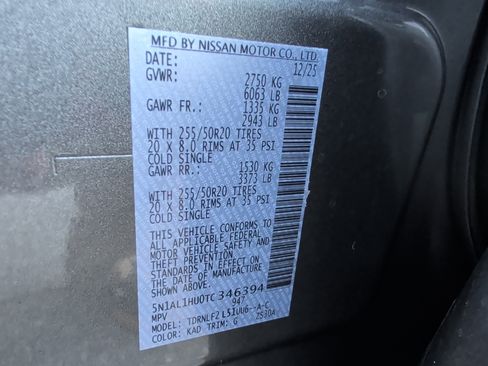 MFD BY NISSAN MOTOR CO., LTD.
DATE: 12/25
GVWR: 2750 KG
6063 LB
GAWR FR.: 1335 KG
2943 LB
WITH 255/50R20 TIRES
20 X 8.0 RIMS AT 35 PSI
COLD SINGLE
GAWR RR.: 1530 KG
3373 LB
WITH 255/50R20 TIRES
20 X 8.0 RIMS AT 35 PSI
COLD SINGLE
THIS VEHICLE CONFORMS TO
ALL APPLICABLE FEDERAL
MOTOR VEHICLE SAFETY AND
THEFT PREVENTION
STANDARDS IN EFFECT ON
THE DATE OF MANUFACTURE
SHOWN ABOVE.
5N1AL1HU0TC346394
MPV 947
MODEL: TDRNLF2L51UU6-A-C
COLOR: KAD TRIM: G 2530A